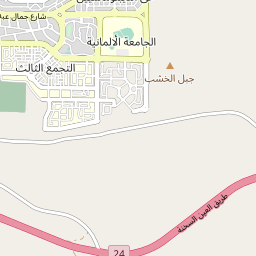 شارع جمال عبد
الجامعة الألمانية
التجمع الثالث
جبل الخشب
طريق العين السخنة
24